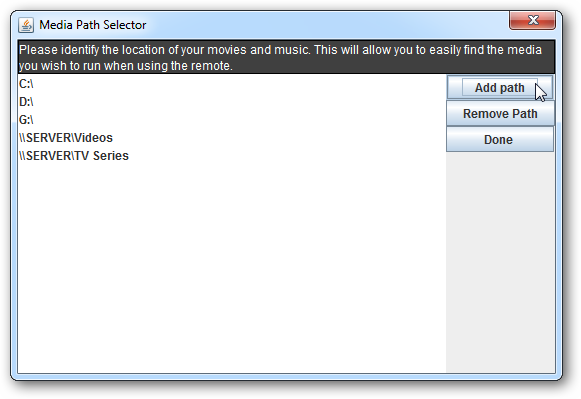 Media Path Selector
Please identify the location of your movies and music. This will allow you to easily find the media
you wish to run when using the remote.
C:\
D:\
G:\
\\SERVER\Videos
\\SERVER\TV Series
Add path
Remove Path
Done